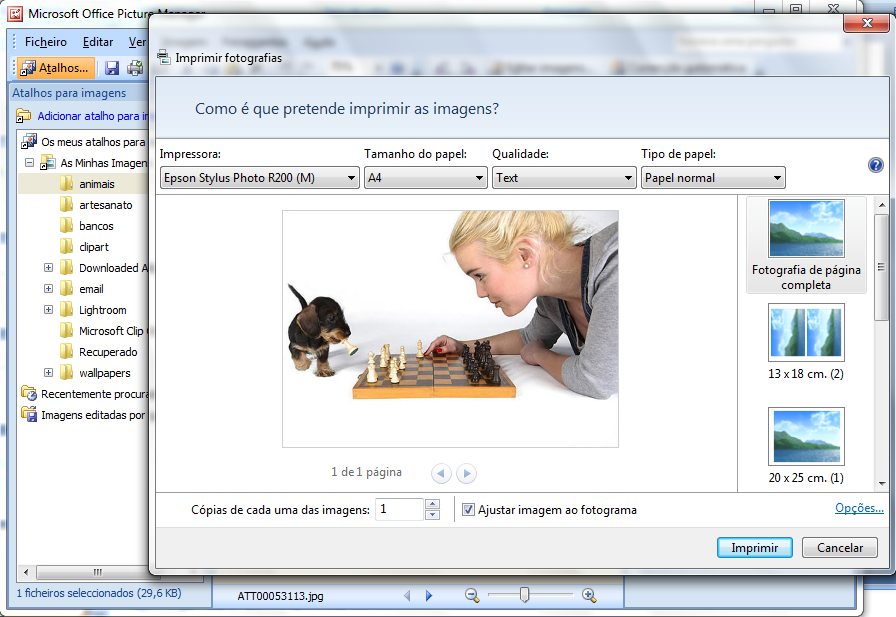 Microsoft Office Picture Manager
Ficheiro Editar Ver
Atalhos...
Atalhos para imagens
Adicionar atalho para
Os meus atalhos para
As Minhas Imagen
animais
artesanato
bancos
clipart
Downloaded A
email
Lightroom
Microsoft Clip
Recuperado
wallpapers
Recentemente procura
Imagens editadas por
1 ficheiros seleccionados (29,6 KB)
ATT00053113.jpg
Imprimir fotografias
Como é que pretende imprimir as imagens?
Impressora: Tamanho do papel: Qualidade: Tipo de papel:
Epson Stylus Photo R200 (M) A4 Text Papel normal
Fotografia de página
completa
13 x 18 cm. (2)
20 x 25 cm. (1)
1 de 1 página
Cópias de cada uma das imagens: 1 Ajustar imagem ao fotograma
Opções...
Imprimir Cancelar